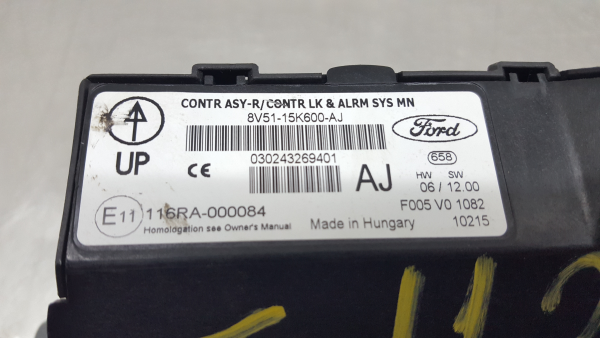 CONTR ASY-R/CONTR LK & ALRM SYS MN
8V51-15K600-AJ
Ford
UP
CE
030243269401
AJ
658
HW SW
06 / 12.00
E11 116RA-000084
F005 V0 1082
Homologation see Owner's Manual
Made in Hungary
10215